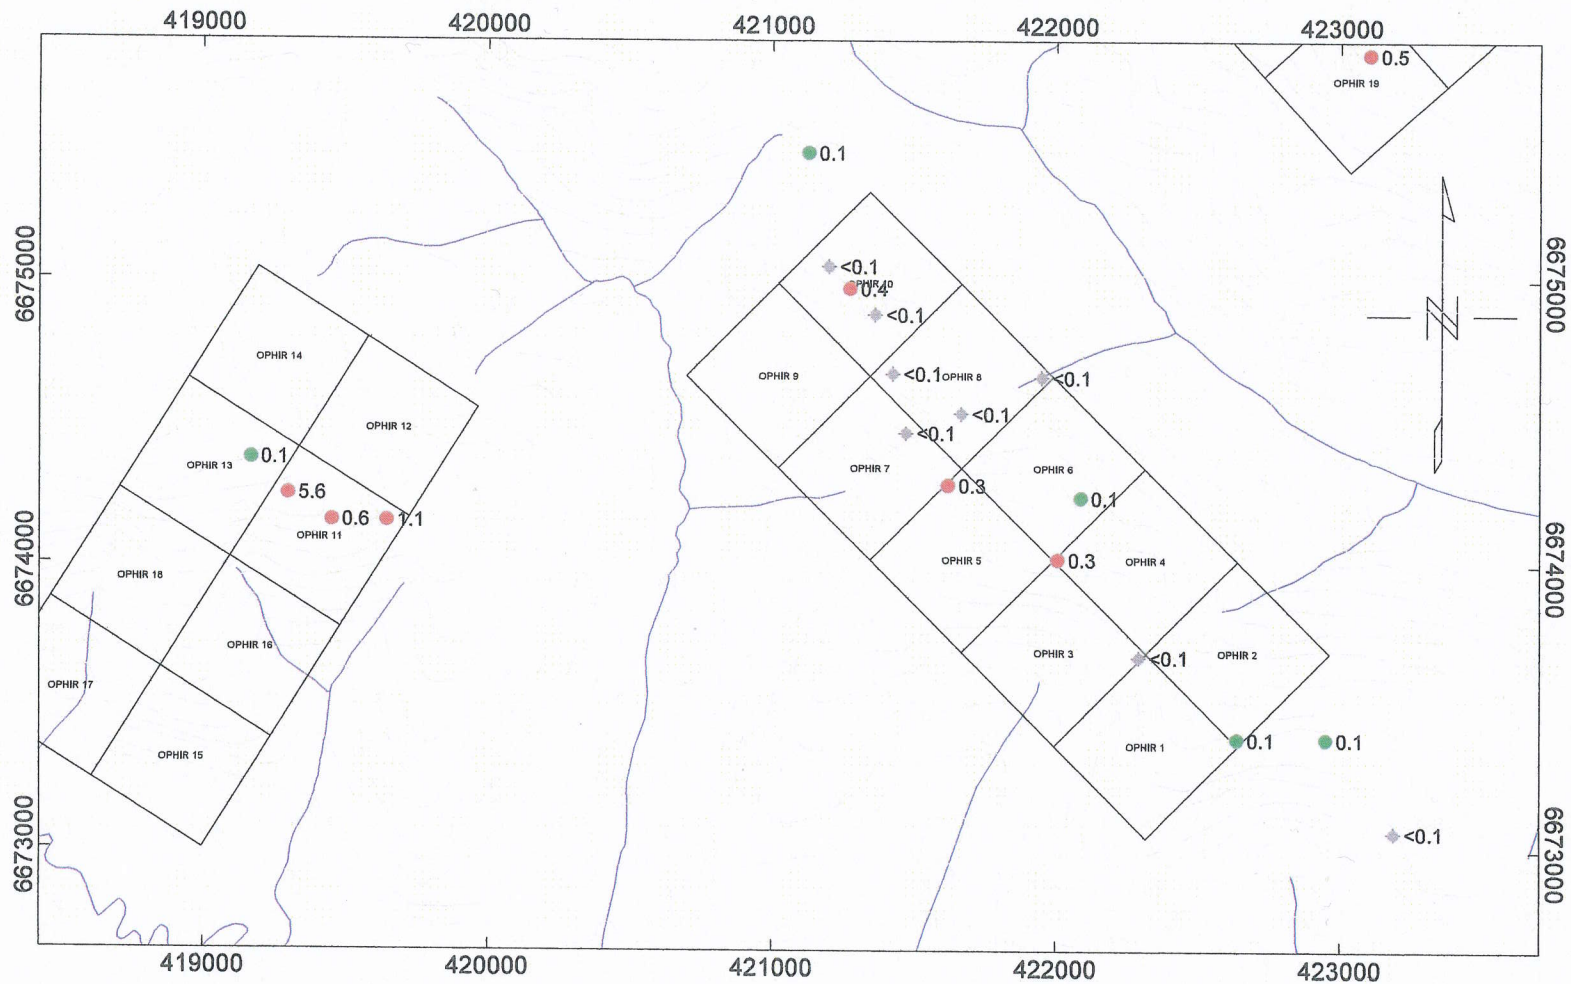 419000
420000
421000
422000
423000
0.5
OPHIR 19
0.1
6675000
6675000
<0.1
OPHIR 10
0.4
<0.1
OPHIR 14
OPHIR 9
<0.1
OPHIR 8
<0.1
N
OPHIR 12
<0.1
<0.1
0.1
OPHIR 13
OPHIR 7
OPHIR 6
5.6
0.3
0.1
0.6
1.1
OPHIR 11
6674000
6674000
OPHIR 18
OPHIR 5
0.3
OPHIR 4
OPHIR 16
OPHIR 3
<0.1
OPHIR 2
OPHIR 17
OPHIR 15
OPHIR 1
0.1
0.1
6673000
6673000
<0.1
419000
420000
421000
422000
423000